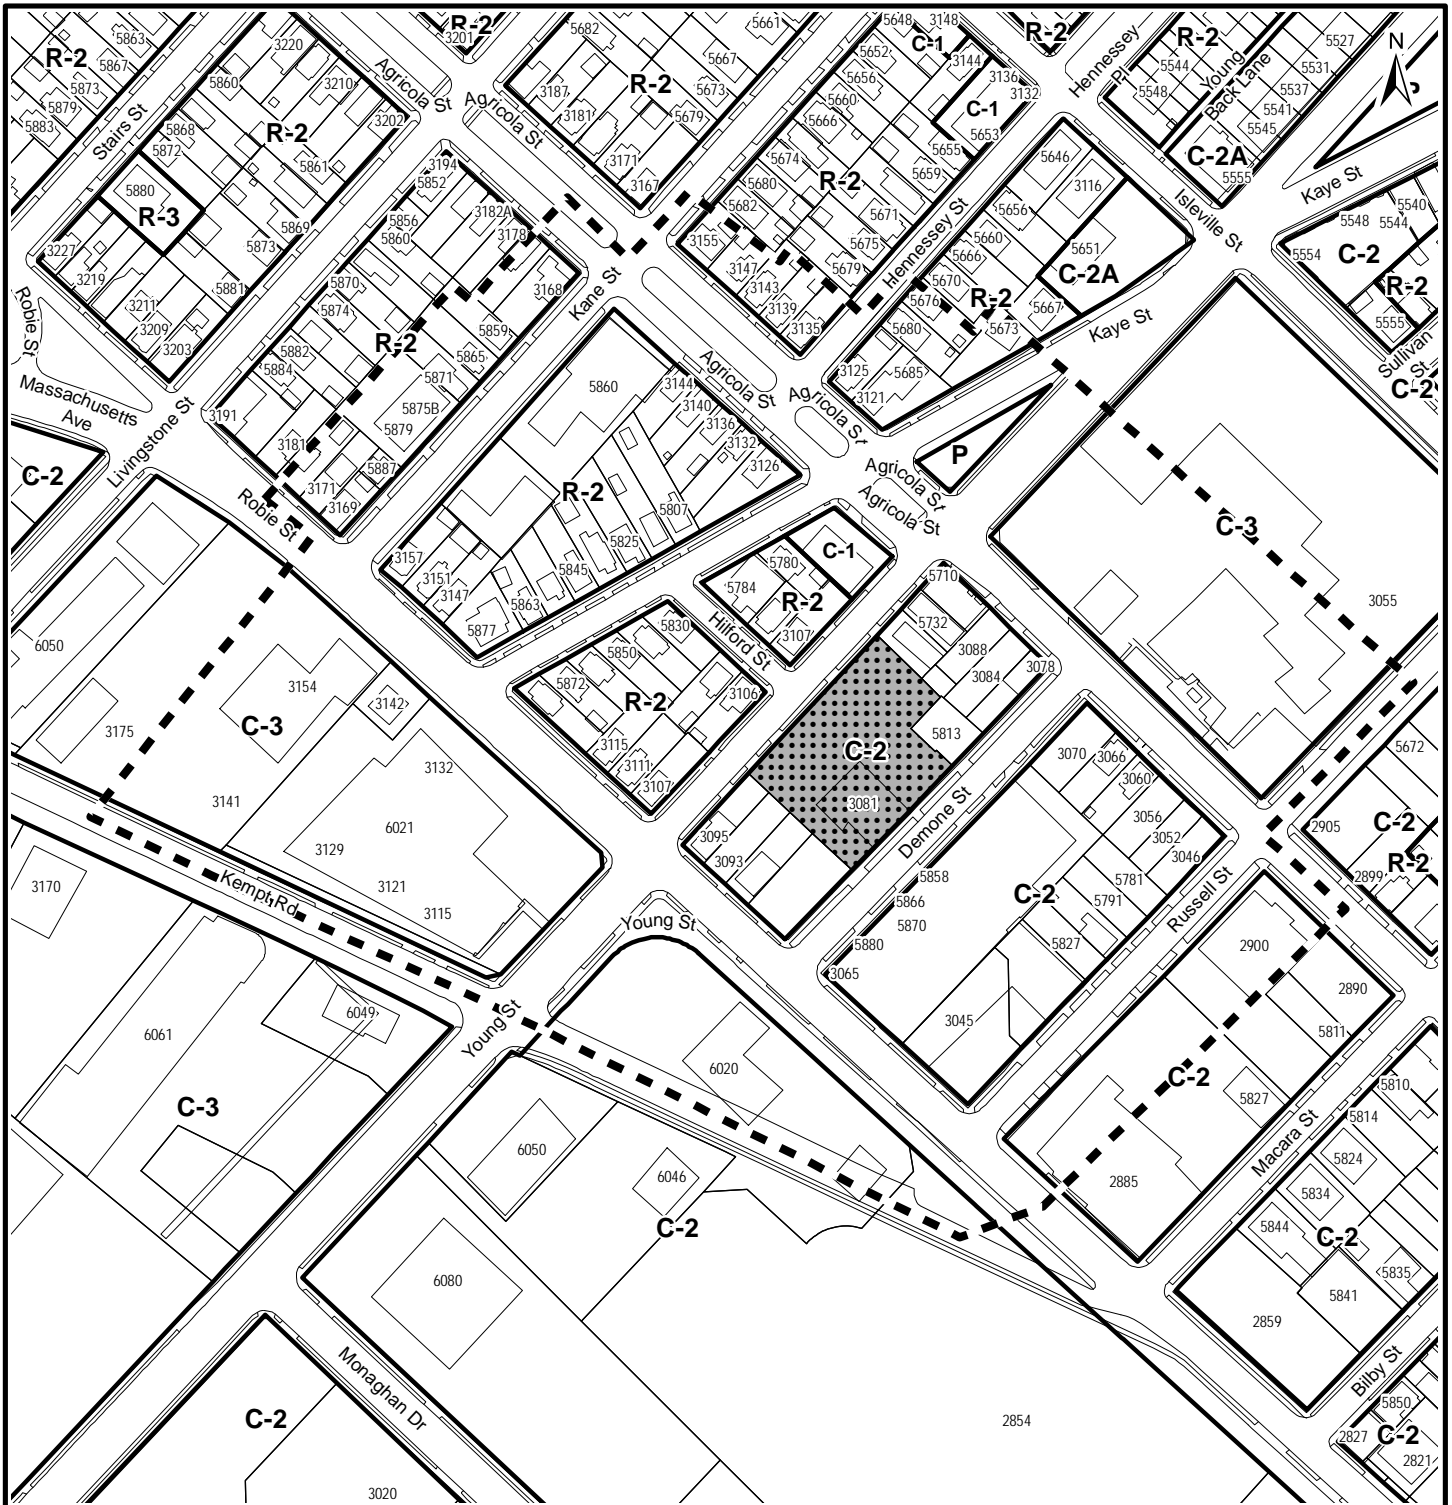 5863
R-2
5867
5873
5879
5883
Stairs St
3220
5860
3210
3202
5868
5872
R-2
5861
5880
R-3
3227
3219
3211
3209
3203
5869
5873
5881
Agricola St
R-2
3201
Agricola St
5682
5661
5667
3187
R-2
5673
3181
5679
3171
3167
5648
3148
C-1
5652
3144
5656
3136
3132
5660
C-1
5666
5653
5674
5655
5680
R-2
5659
5682
5671
3155
5675
3147
5679
3143
3139
3135
Hennessey St
R-2
Hennessey
Pl
R-2
5544
5548
Young
Back Lane
5527
5531
5537
5541
5545
C-2A
5555
N
P
Kaye St
Isleville St
5548
5540
5544
5554
C-2
R-2
5555
Sullivan
St
C-2
5646
3116
5656
5660
5651
5666
C-2A
5670
R-2
5676
5667
5680
5673
3125
5685
3121
Kaye St
3194
5852
3182A
5856
3178
5860
5870
3168
5874
R-2
5859
5882
5865
5884
5871
5875B
5879
3191
3181
5887
3171
3169
Kane St
Robie St
Massachusetts
Ave
Livingstone St
C-2
Robie St
5860
3144
3140
3136
3132
3126
R-2
5807
5825
5845
5863
3157
3151
3147
5877
Agricola St
Agricola St
Agricola St
Agricola St
P
C-3
3055
5780
C-1
5784
R-2
3107
Hilford St
5830
5850
5872
R-2
3106
3115
3111
3107
5710
5732
3088
3084
3078
5813
C-2
3081
3095
3093
Demone St
6050
3175
3154
3142
C-3
3132
3141
6021
3129
3121
3115
3170
Kempt Rd
Young St
Young St
3070
3066
3060
3056
3052
3046
5858
5866
5870
5880
3065
C-2
5781
5791
5827
3045
Russell St
5672
2905
C-2
R-2
2899
2900
2890
5811
C-2
5827
2885
Macara St
6049
6061
C-3
6020
6050
6046
C-2
6080
Monaghan Dr
C-2
3020
2854
5810
5814
5824
5834
5844
C-2
5835
5841
2859
Bilby St
5850
2827
C-2
2821